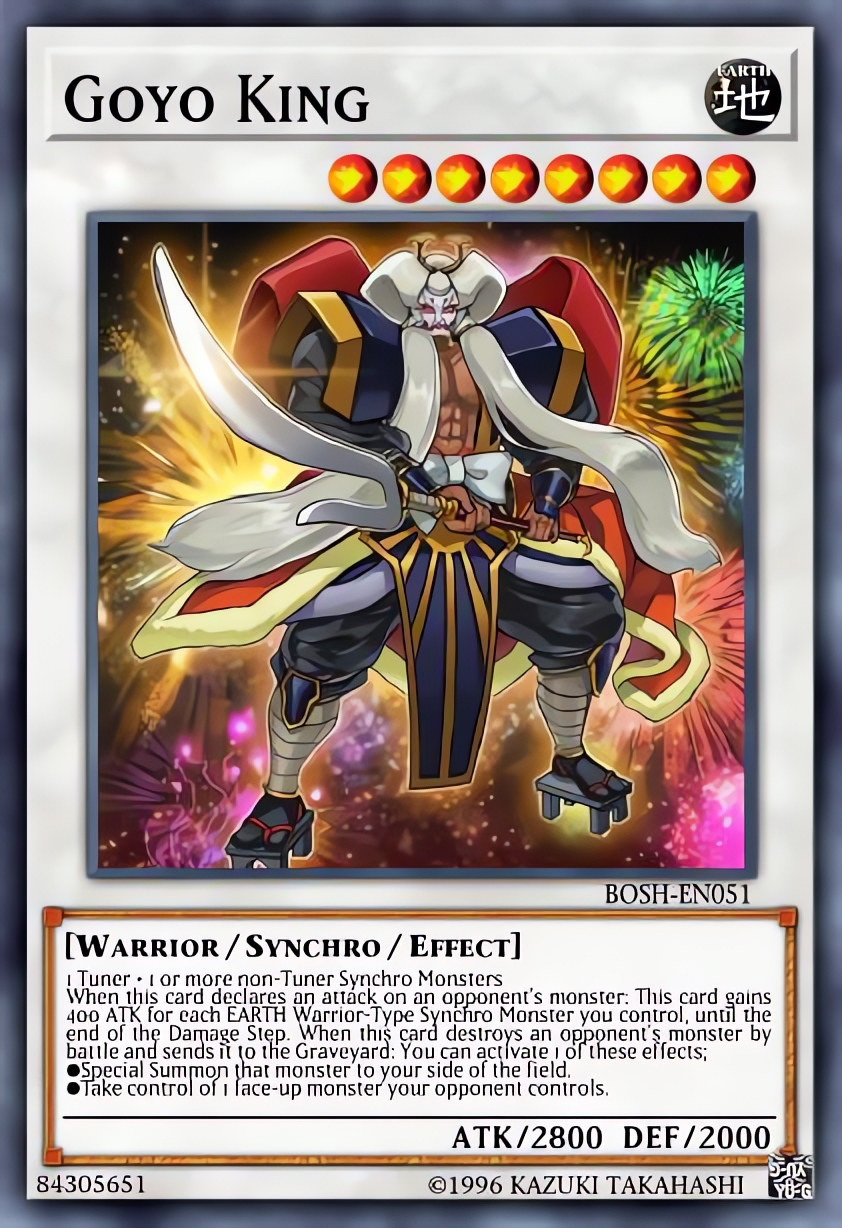 Goyo King
EARTH
地
BOSH-EN051
[Warrior / Synchro / Effect]
1 Tuner + 1 or more non-Tuner Synchro Monsters
When this card declares an attack on an opponent's monster: This card gains
400 ATK for each EARTH Warrior-Type Synchro Monster you control, until the
end of the Damage Step. When this card destroys an opponent's monster by
battle and sends it to the Graveyard: You can activate 1 of these effects;
●Special Summon that monster to your side of the field.
●Take control of 1 face-up monster your opponent controls.
ATK/2800 DEF/2000
84305651
©1996 KAZUKI TAKAHASHI